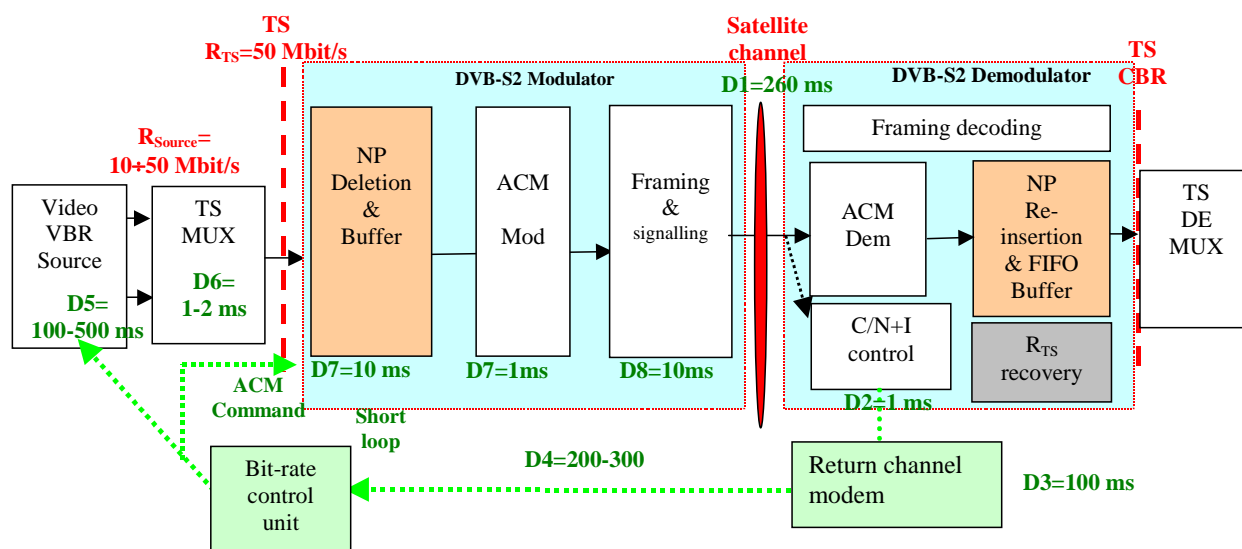 TS
R_TS=50 Mbit/s
Satellite
channel
TS
CBR
DVB-S2 Modulator
DVB-S2 Demodulator
D1=260 ms
R_Source=
10÷50 Mbit/s
Framing decoding
Video
VBR
Source
D5=
100-500 ms
TS
MUX
D6=
1-2 ms
NP
Deletion
&
Buffer
ACM
Mod
Framing
&
signalling
ACM
Dem
NP
Re-
insertion
& FIFO
Buffer
TS
DE
MUX
C/N+I
control
R_TS
recovery
D7=10 ms
D7=1ms
D8=10ms
D2=1 ms
ACM
Command
Short
loop
Bit-rate
control
unit
D4=200-300
Return channel
modem
D3=100 ms